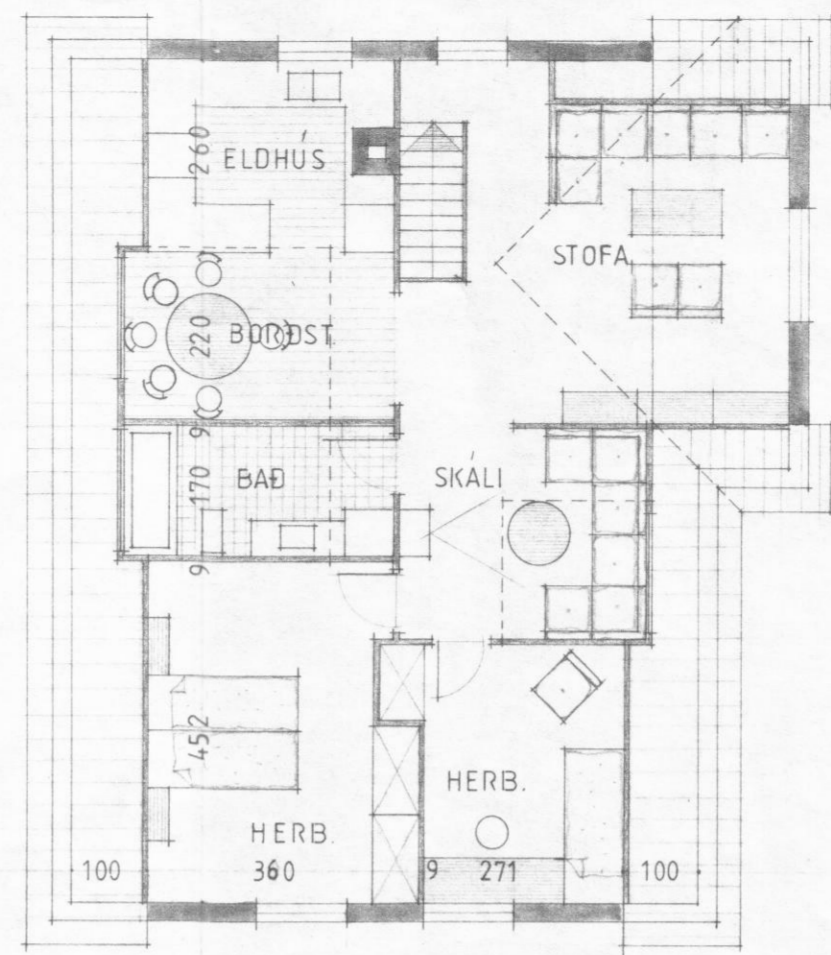 260
ELDHÚS
STOFA
220
BORÐST.
9
170
BAÐ
SKÁLI
9
452
HERB.
HERB.
100
360
9
271
100